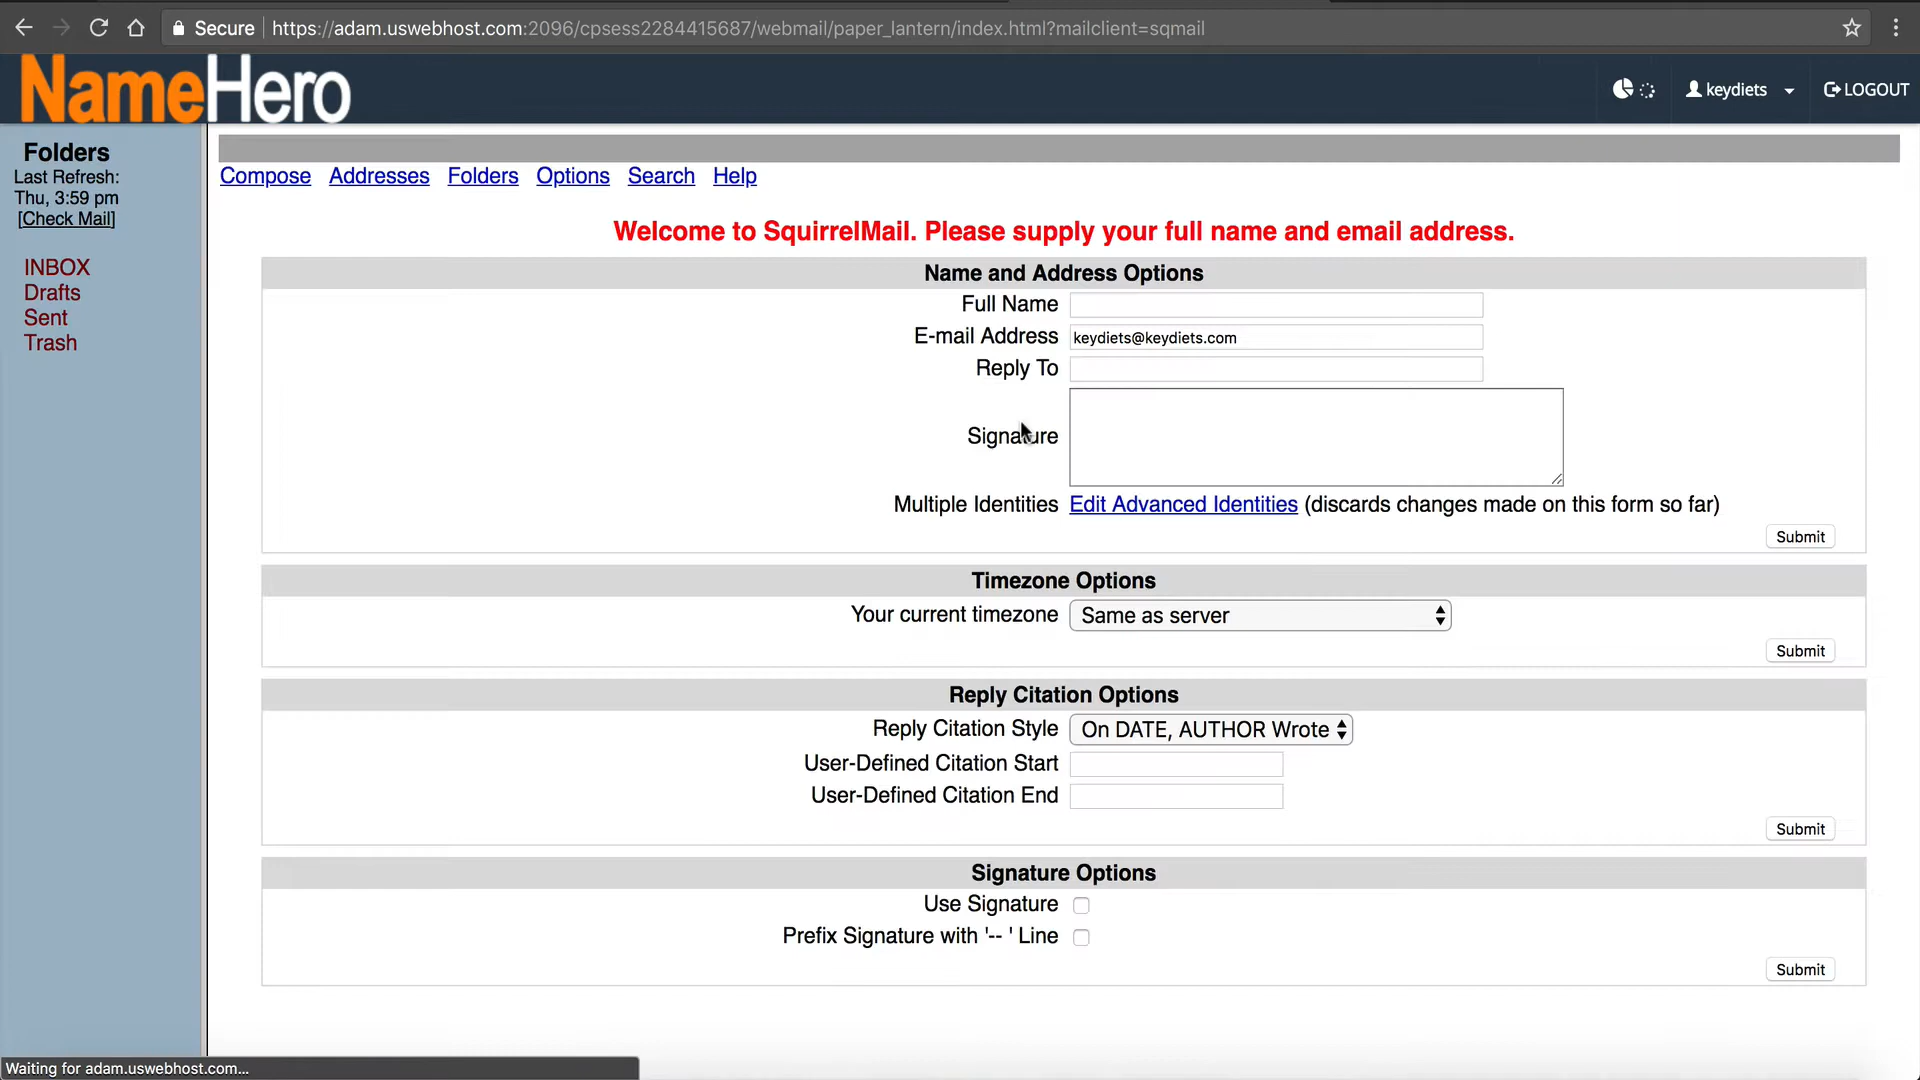 Secure https://adam.uswebhost.com:2096/cpsess2284415687/webmail/paper_lantern/index.html?mailclient=sqmail
NameHero keydiets LOGOUT
Folders
Last Refresh:
Thu, 3:59 pm
[Check Mail]
INBOX
Drafts
Sent
Trash
Compose Addresses Folders Options Search Help
Welcome to SquirrelMail. Please supply your full name and email address.
Name and Address Options
Full Name
E-mail Address keydiets@keydiets.com
Reply To
Signature
Multiple Identities Edit Advanced Identities (discards changes made on this form so far)
Submit
Timezone Options
Your current timezone Same as server
Submit
Reply Citation Options
Reply Citation Style On DATE, AUTHOR Wrote
User-Defined Citation Start
User-Defined Citation End
Submit
Signature Options
Use Signature
Prefix Signature with '-- ' Line
Submit
Waiting for adam.uswebhost.com...